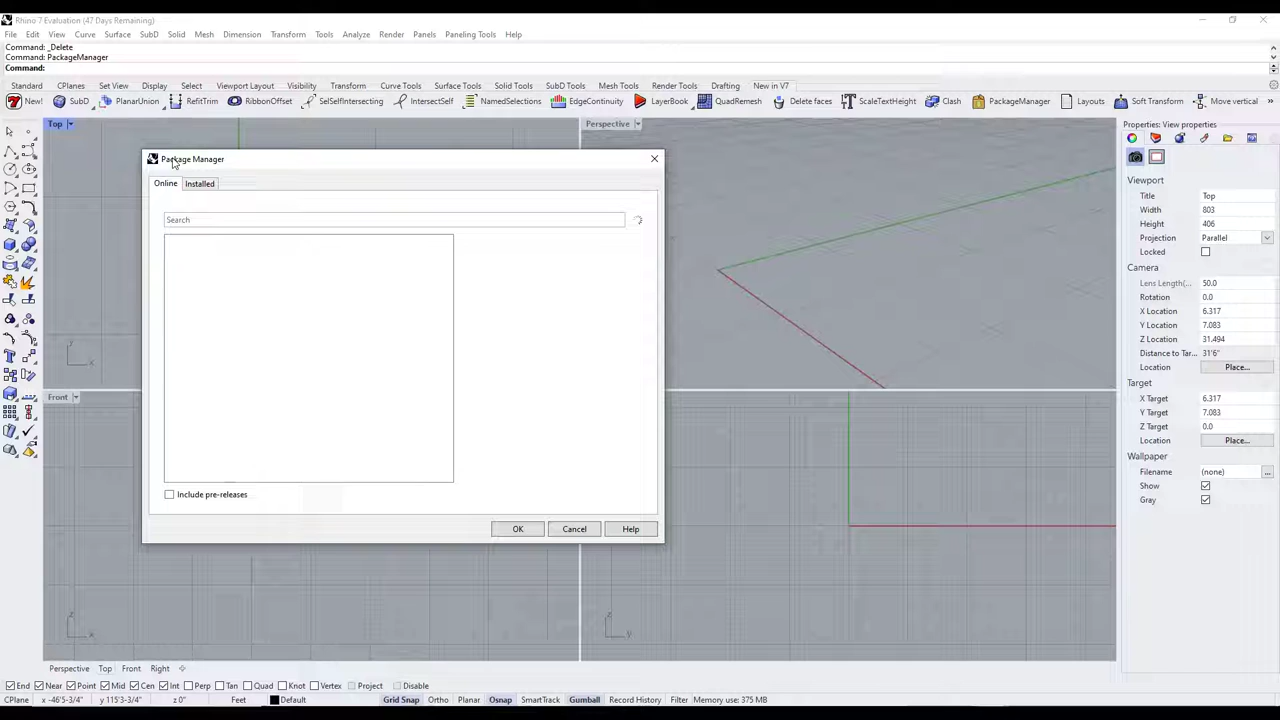 Rhino 7 Evaluation (47 Days Remaining)
File Edit View Curve Surface SubD Solid Mesh Dimension Transform Tools Analyze Render Panels Paneling Tools Help
Command: _Delete
Command: PackageManager
Command:
Standard CPlanes Set View Display Select Viewport Layout Visibility Transform Curve Tools Surface Tools Solid Tools SubD Tools Mesh Tools Render Tools Drafting New in V7
New! SubD PlanarUnion RefitTrim RibbonOffset SelSelfIntersecting IntersectSelf NamedSelections EdgeContinuity LayerBook QuadRemesh Delete faces ScaleTextHeight Clash PackageManager Layouts Soft Transform Move vertical »
Top
Perspective
Package Manager
Online Installed
Search
Include pre-releases
OK Cancel Help
Front
y
x
z
x
z
y
Properties: View properties
Viewport
Title Top
Width 803
Height 406
Projection Parallel
Locked
Camera
Lens Length(... 50.0
Rotation 0.0
X Location 6.317
Y Location 7.083
Z Location 31.494
Distance to Tar... 31'6"
Location Place...
Target
X Target 6.317
Y Target 7.083
Z Target 0.0
Location Place...
Wallpaper
Filename (none) ...
Show
Gray
Perspective Top Front Right
End Near Point Mid Cen Int Perp Tan Quad Knot Vertex Project Disable
CPlane x -46'5-3/4" y 115'3-3/4" z 0" Feet Default Grid Snap Ortho Planar Osnap SmartTrack Gumball Record History Filter Memory use: 375 MB